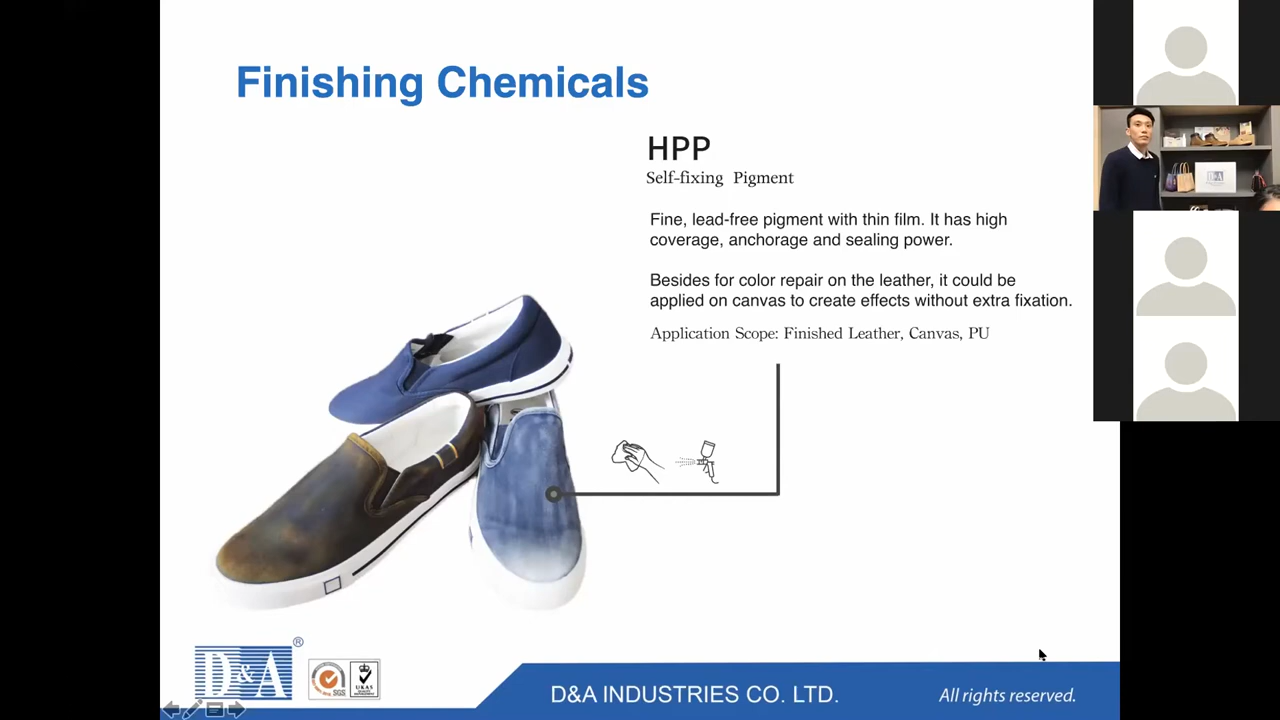 Finishing Chemicals
HPP
Self-fixing Pigment
Fine, lead-free pigment with thin film. It has high
coverage, anchorage and sealing power.
Besides for color repair on the leather, it could be
applied on canvas to create effects without extra fixation.
Application Scope: Finished Leather, Canvas, PU
D&A
D&A ®
SGS
UKAS
D&A INDUSTRIES CO. LTD.
All rights reserved.